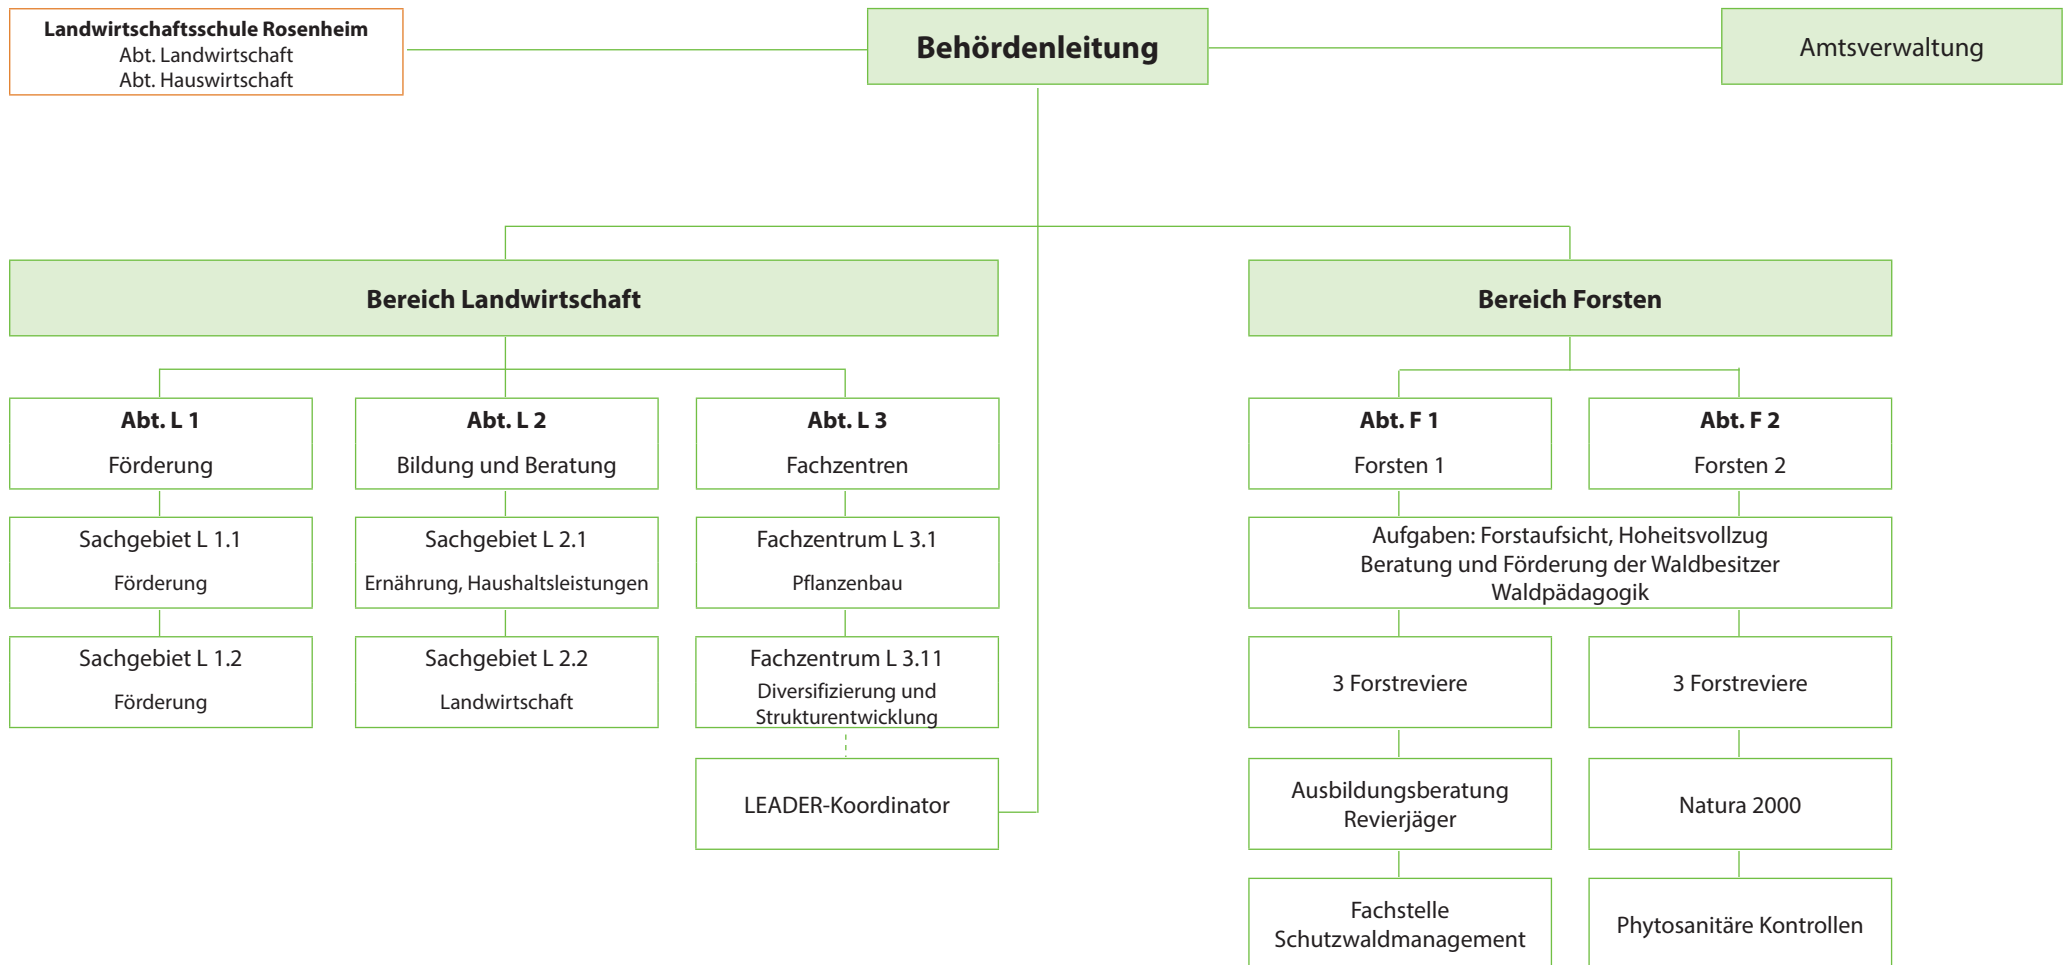 Landwirtschaftsschule Rosenheim
Abt. Landwirtschaft
Abt. Hauswirtschaft
Behördenleitung
Amtsverwaltung
Bereich Landwirtschaft
Bereich Forsten
Abt. L 1
Förderung
Abt. L 2
Bildung und Beratung
Abt. L 3
Fachzentren
Abt. F 1
Forsten 1
Abt. F 2
Forsten 2
Sachgebiet L 1.1
Förderung
Sachgebiet L 2.1
Ernährung, Haushaltsleistungen
Fachzentrum L 3.1
Pflanzenbau
Aufgaben: Forstaufsicht, Hoheitsvollzug
Beratung und Förderung der Waldbesitzer
Waldpädagogik
Sachgebiet L 1.2
Förderung
Sachgebiet L 2.2
Landwirtschaft
Fachzentrum L 3.11
Diversifizierung und
Strukturentwicklung
3 Forstreviere
3 Forstreviere
LEADER-Koordinator
Ausbildungsberatung
Revierjäger
Natura 2000
Fachstelle
Schutzwaldmanagement
Phytosanitäre Kontrollen